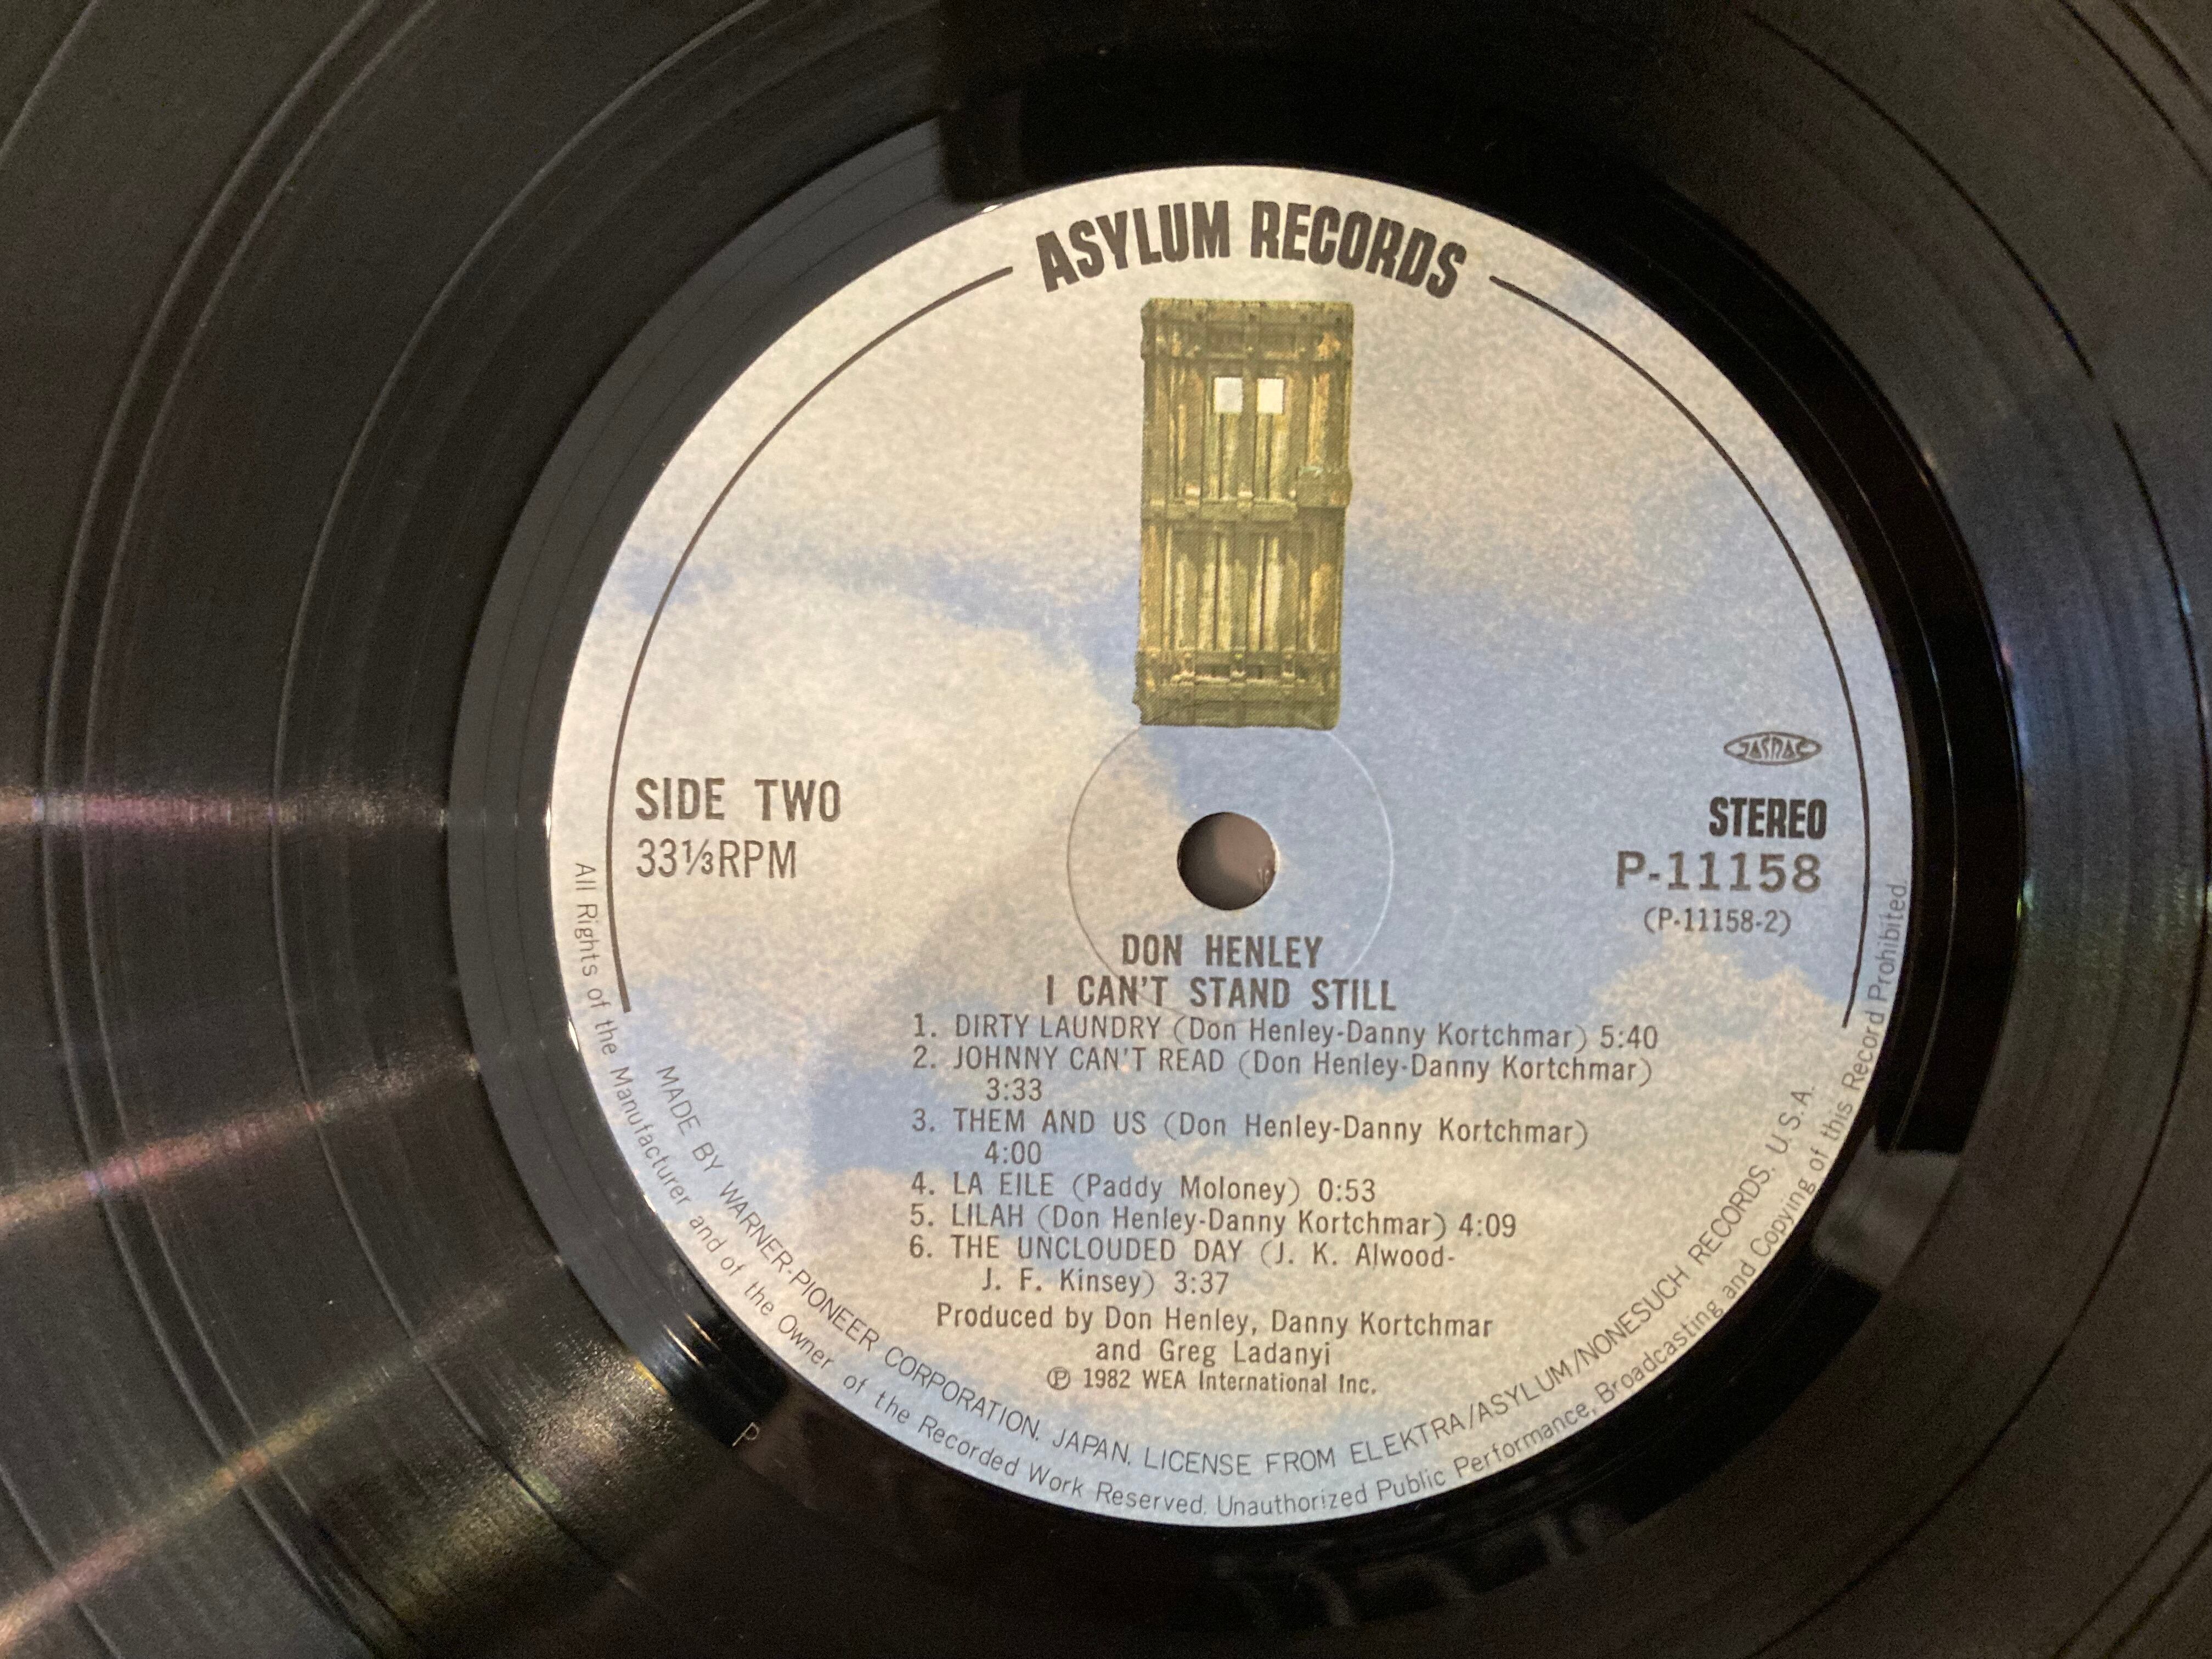 ASYLUM RECORDS
JASRAC
SIDE TWO
33⅓RPM
STEREO
P-11158
(P-11158-2)
DON HENLEY
I CAN'T STAND STILL
1. DIRTY LAUNDRY (Don Henley-Danny Kortchmar) 5:40
2. JOHNNY CAN'T READ (Don Henley-Danny Kortchmar)
3:33
3. THEM AND US (Don Henley-Danny Kortchmar)
4:00
4. LA EILE (Paddy Moloney) 0:53
5. LILAH (Don Henley-Danny Kortchmar) 4:09
6. THE UNCLOUDED DAY (J. K. Alwood-
J. F. Kinsey) 3:37
Produced by Don Henley, Danny Kortchmar
and Greg Ladanyi
℗ 1982 WEA International Inc.
MADE BY WARNER-PIONEER CORPORATION, JAPAN. LICENSE FROM ELEKTRA/ASYLUM/NONESUCH RECORDS, U.S.A.
All Rights of the Manufacturer and of the Owner of the Recorded Work Reserved. Unauthorized Public Performance, Broadcasting and Copying of this Record Prohibited.
P